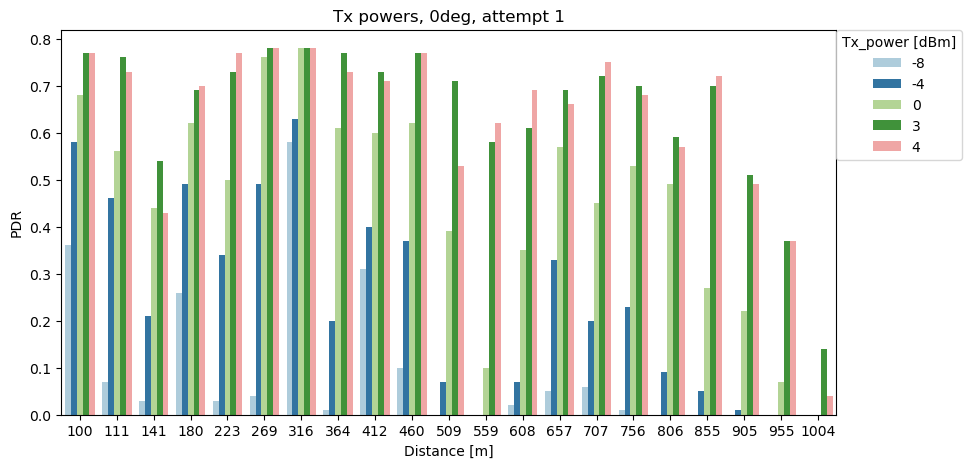 Tx powers, 0deg, attempt 1
Tx_power [dBm]
-8
-4
0
3
4
PDR
0.8
0.7
0.6
0.5
0.4
0.3
0.2
0.1
0.0
100 111 141 180 223 269 316 364 412 460 509 559 608 657 707 756 806 855 905 955 1004
Distance [m]